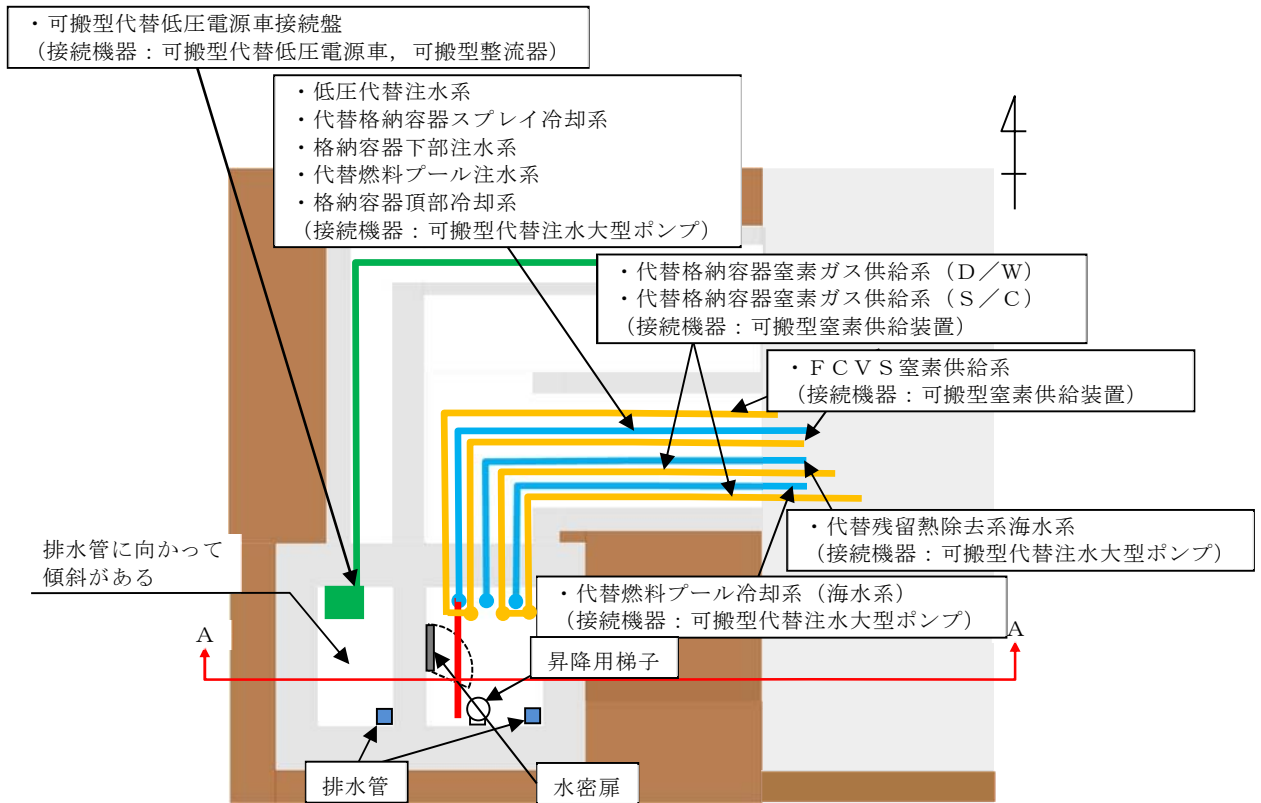 ・可搬型代替低圧電源車接続盤
（接続機器：可搬型代替低圧電源車，可搬型整流器）
・低圧代替注水系
・代替格納容器スプレイ冷却系
・格納容器下部注水系
・代替燃料プール注水系
・格納容器頂部冷却系
（接続機器：可搬型代替注水大型ポンプ）
・代替格納容器窒素ガス供給系（Ｄ／Ｗ）
・代替格納容器窒素ガス供給系（Ｓ／Ｃ）
（接続機器：可搬型窒素供給装置）
・ＦＣＶＳ窒素供給系
（接続機器：可搬型窒素供給装置）
・代替残留熱除去系海水系
（接続機器：可搬型代替注水大型ポンプ）
排水管に向かって
傾斜がある
・代替燃料プール冷却系（海水系）
（接続機器：可搬型代替注水大型ポンプ）
A
A
昇降用梯子
排水管
水密扉